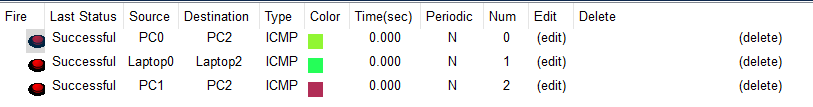 Fire Last Status Source Destination Type Color Time(sec) Periodic Num Edit Delete
Successful PC0 PC2 ICMP 0.000 N 0 (edit) (delete)
Successful Laptop0 Laptop2 ICMP 0.000 N 1 (edit) (delete)
Successful PC1 PC2 ICMP 0.000 N 2 (edit) (delete)